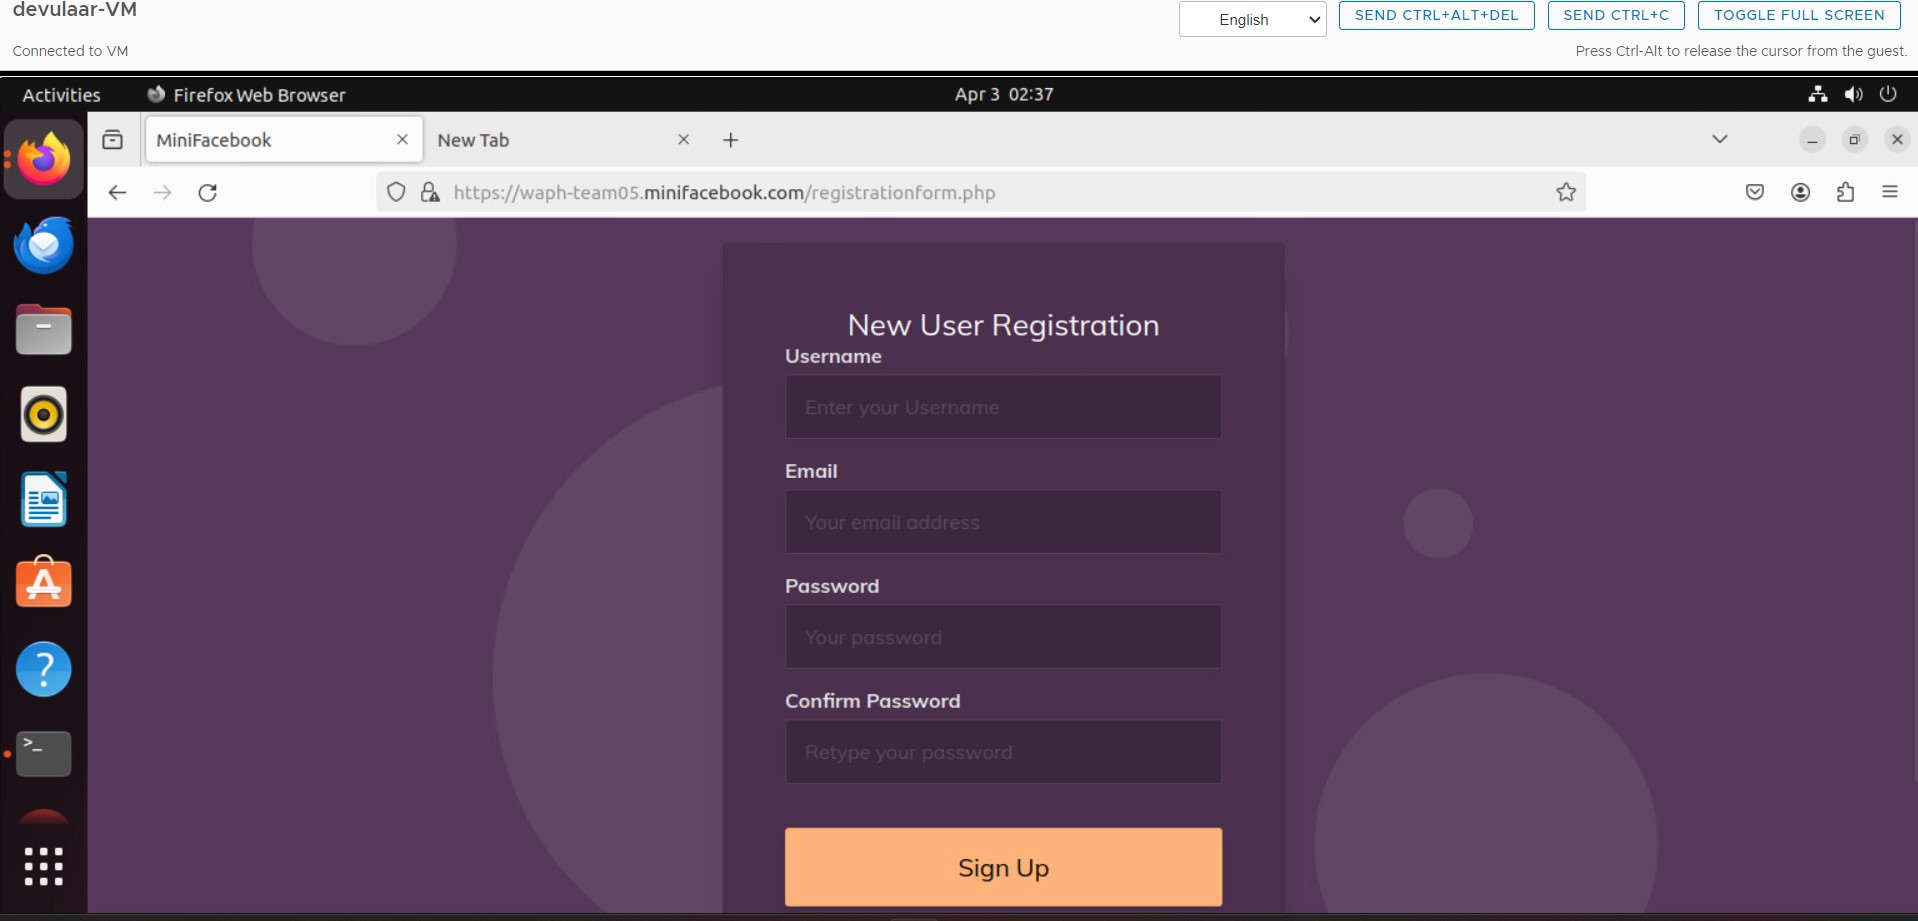 devulaar-VM
English
SEND CTRL+ALT+DEL
SEND CTRL+C
TOGGLE FULL SCREEN
Connected to VM
Press Ctrl-Alt to release the cursor from the guest.
Activities
Firefox Web Browser
Apr 3 02:37
MiniFacebook
New Tab
https://waph-team05.minifacebook.com/registrationform.php
New User Registration
Username
Enter your Username
Email
Your email address
Password
Your password
Confirm Password
Retype your password
Sign Up